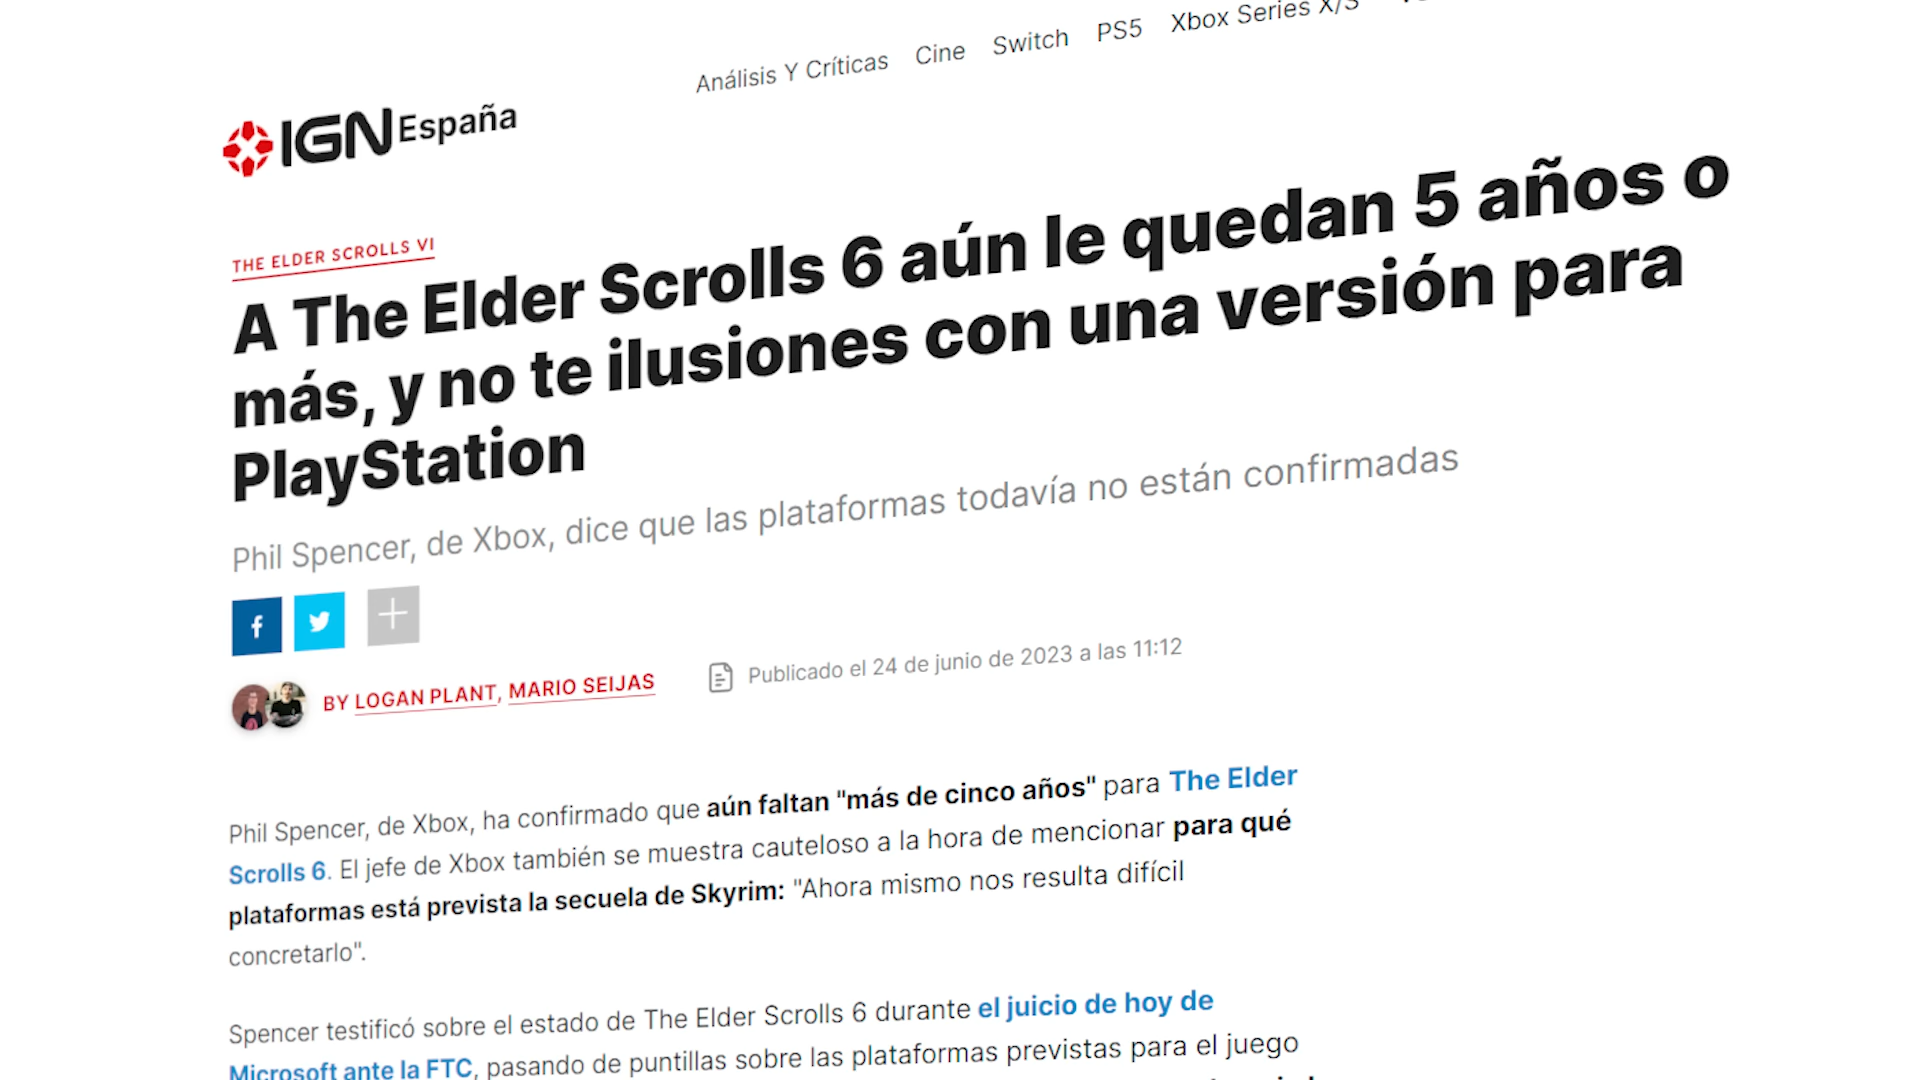 Análisis Y Críticas Cine Switch PS5 Xbox Series X/S
IGN España
THE ELDER SCROLLS VI
A The Elder Scrolls 6 aún le quedan 5 años o
más, y no te ilusiones con una versión para
PlayStation
Phil Spencer, de Xbox, dice que las plataformas todavía no están confirmadas
BY LOGAN PLANT, MARIO SEIJAS
Publicado el 24 de junio de 2023 a las 11:12
Phil Spencer, de Xbox, ha confirmado que aún faltan "más de cinco años" para The Elder
Scrolls 6. El jefe de Xbox también se muestra cauteloso a la hora de mencionar para qué
plataformas está prevista la secuela de Skyrim: "Ahora mismo nos resulta difícil
concretarlo".
Spencer testificó sobre el estado de The Elder Scrolls 6 durante el juicio de hoy de
Microsoft ante la FTC, pasando de puntillas sobre las plataformas previstas para el juego